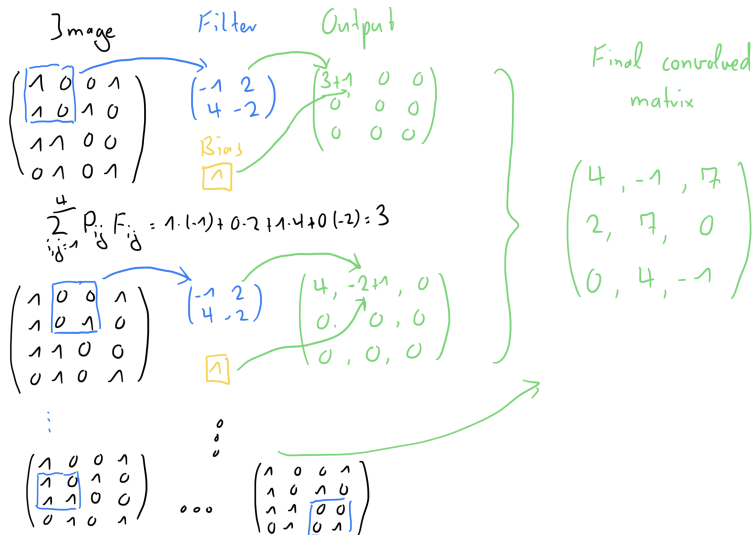 Image Filter Output
Final convolved
matrix
1 0 0 1
1 0 1 0
1 1 0 0
0 1 0 1
-1 2
4 -2
Bias
1
3+1 0 0
0 0 0
0 0 0
4, -1, 7
2, 7, 0
0, 4, -1
4
∑ P_ij F_ij = 1·(-1)+0·2+1·4+0(-2)=3
i,j=1
1 0 0 1
1 0 1 0
1 1 0 0
0 1 0 1
-1 2
4 -2
1
4, -2+1, 0
0. 0, 0
0, 0, 0
1 0 0 1
1 0 1 0
1 1 0 0
0 1 0 1
...
1 0 0 1
1 0 1 0
1 1 0 0
0 1 0 1